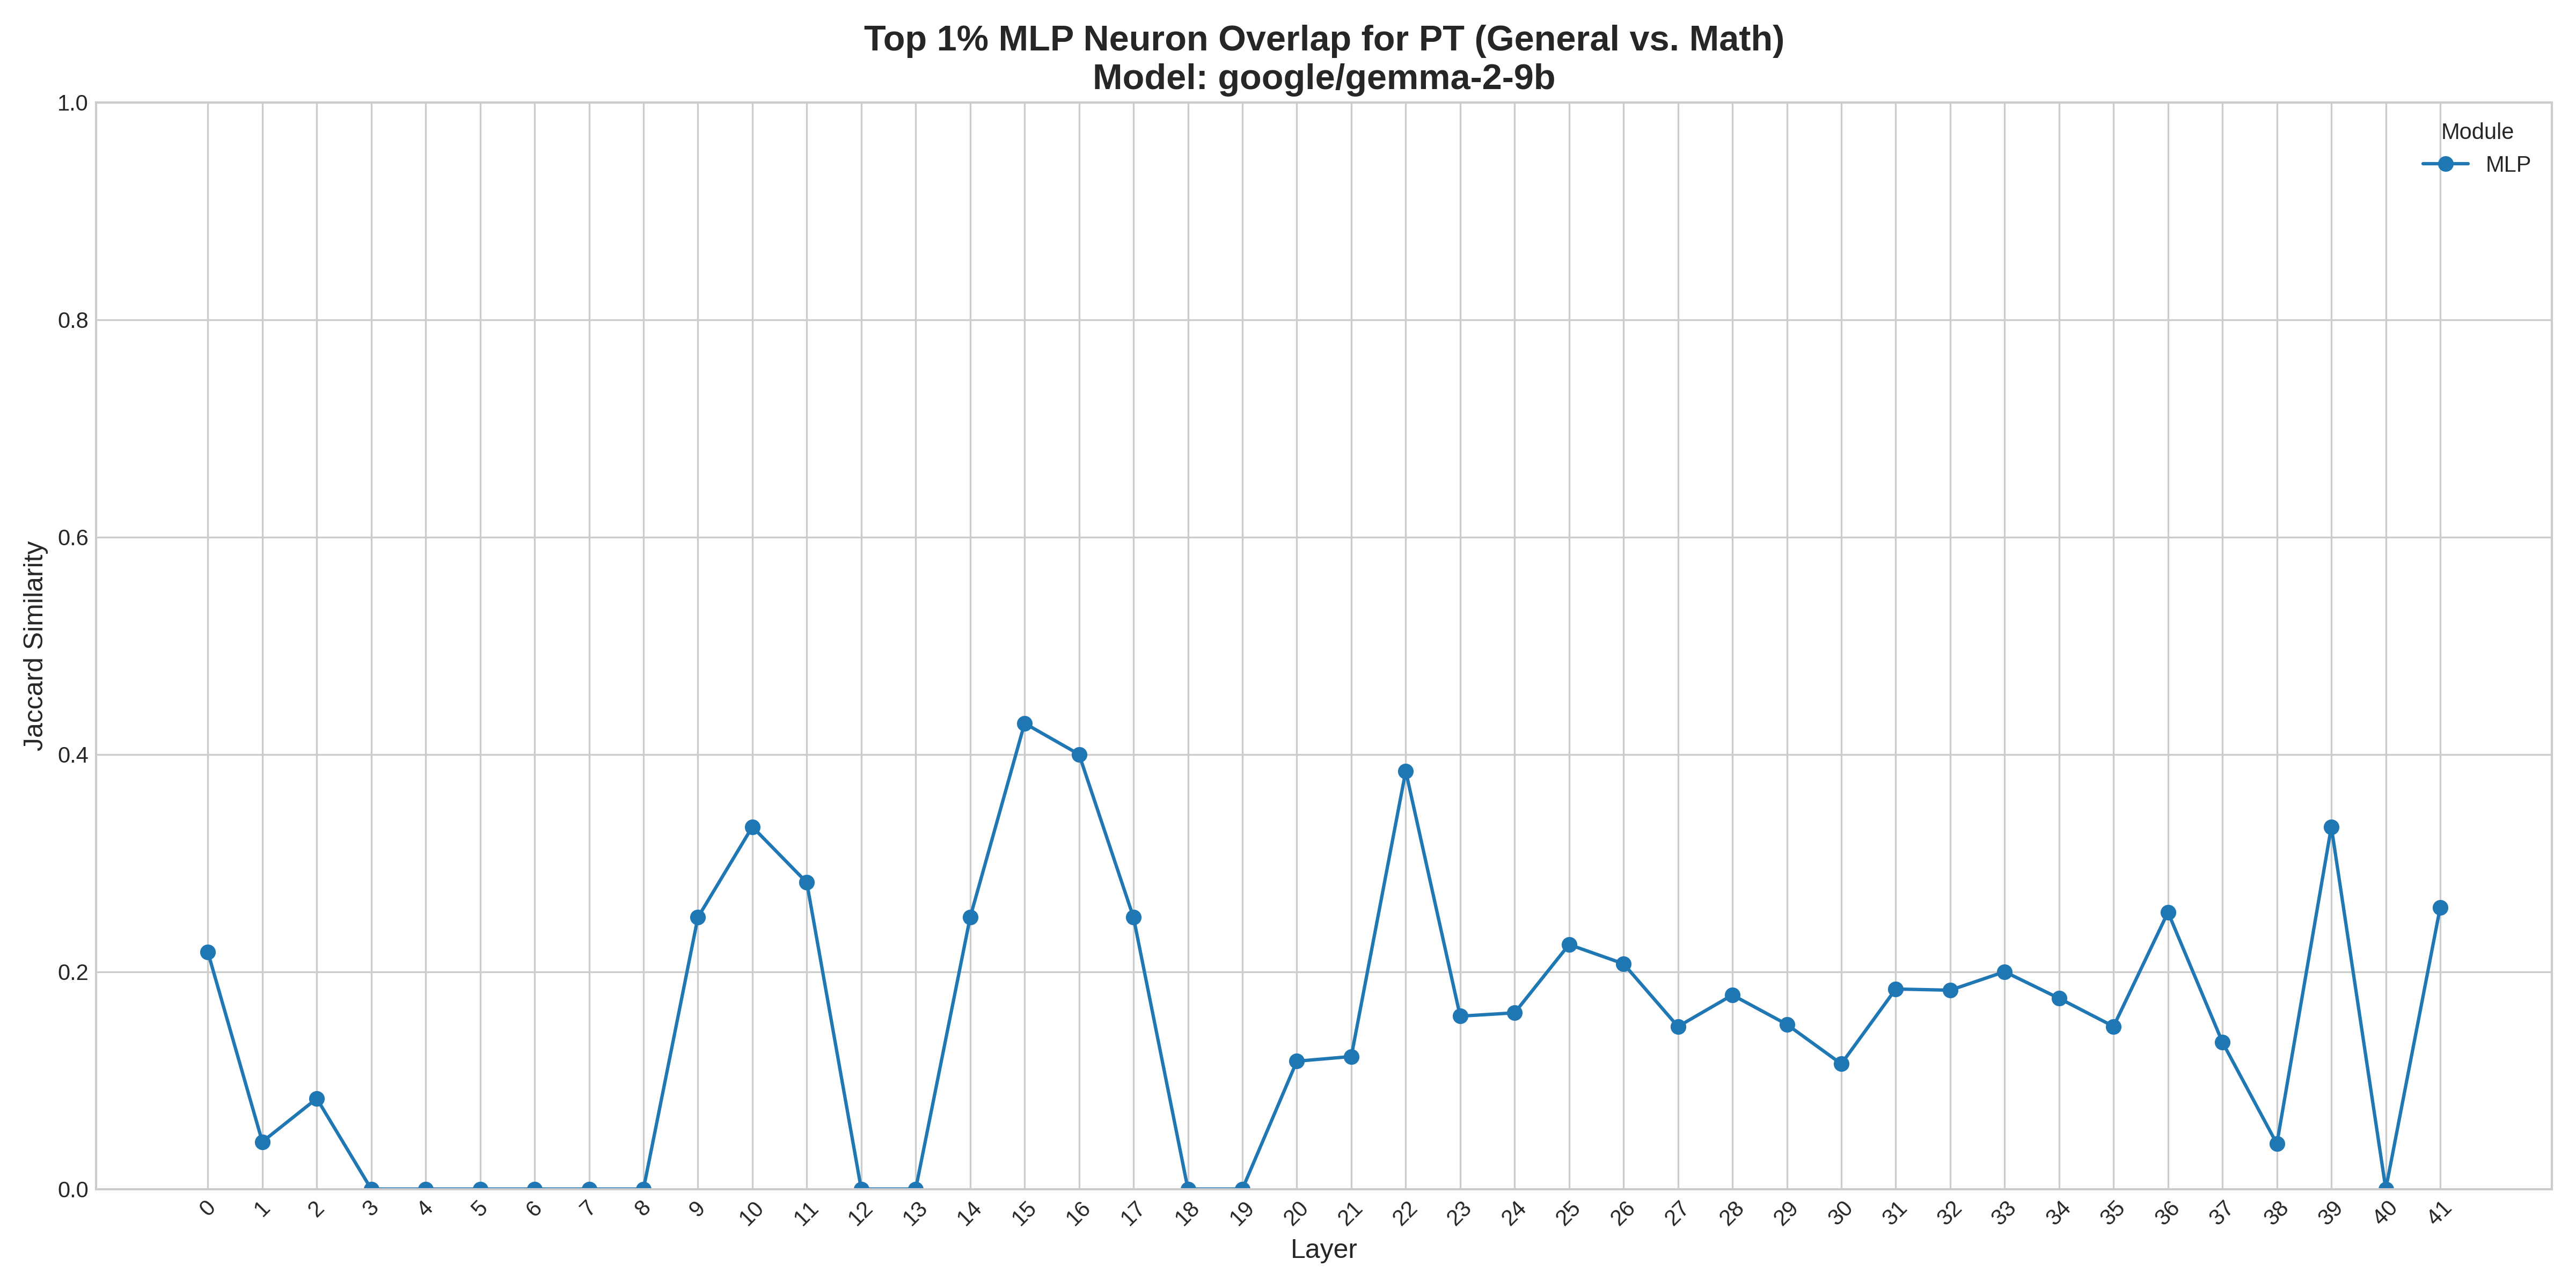 Top 1% MLP Neuron Overlap for PT (General vs. Math)
Model: google/gemma-2-9b
Module
MLP
Jaccard Similarity
1.0
0.8
0.6
0.4
0.2
0.0
0 1 2 3 4 5 6 7 8 9 10 11 12 13 14 15 16 17 18 19 20 21 22 23 24 25 26 27 28 29 30 31 32 33 34 35 36 37 38 39 40 41
Layer